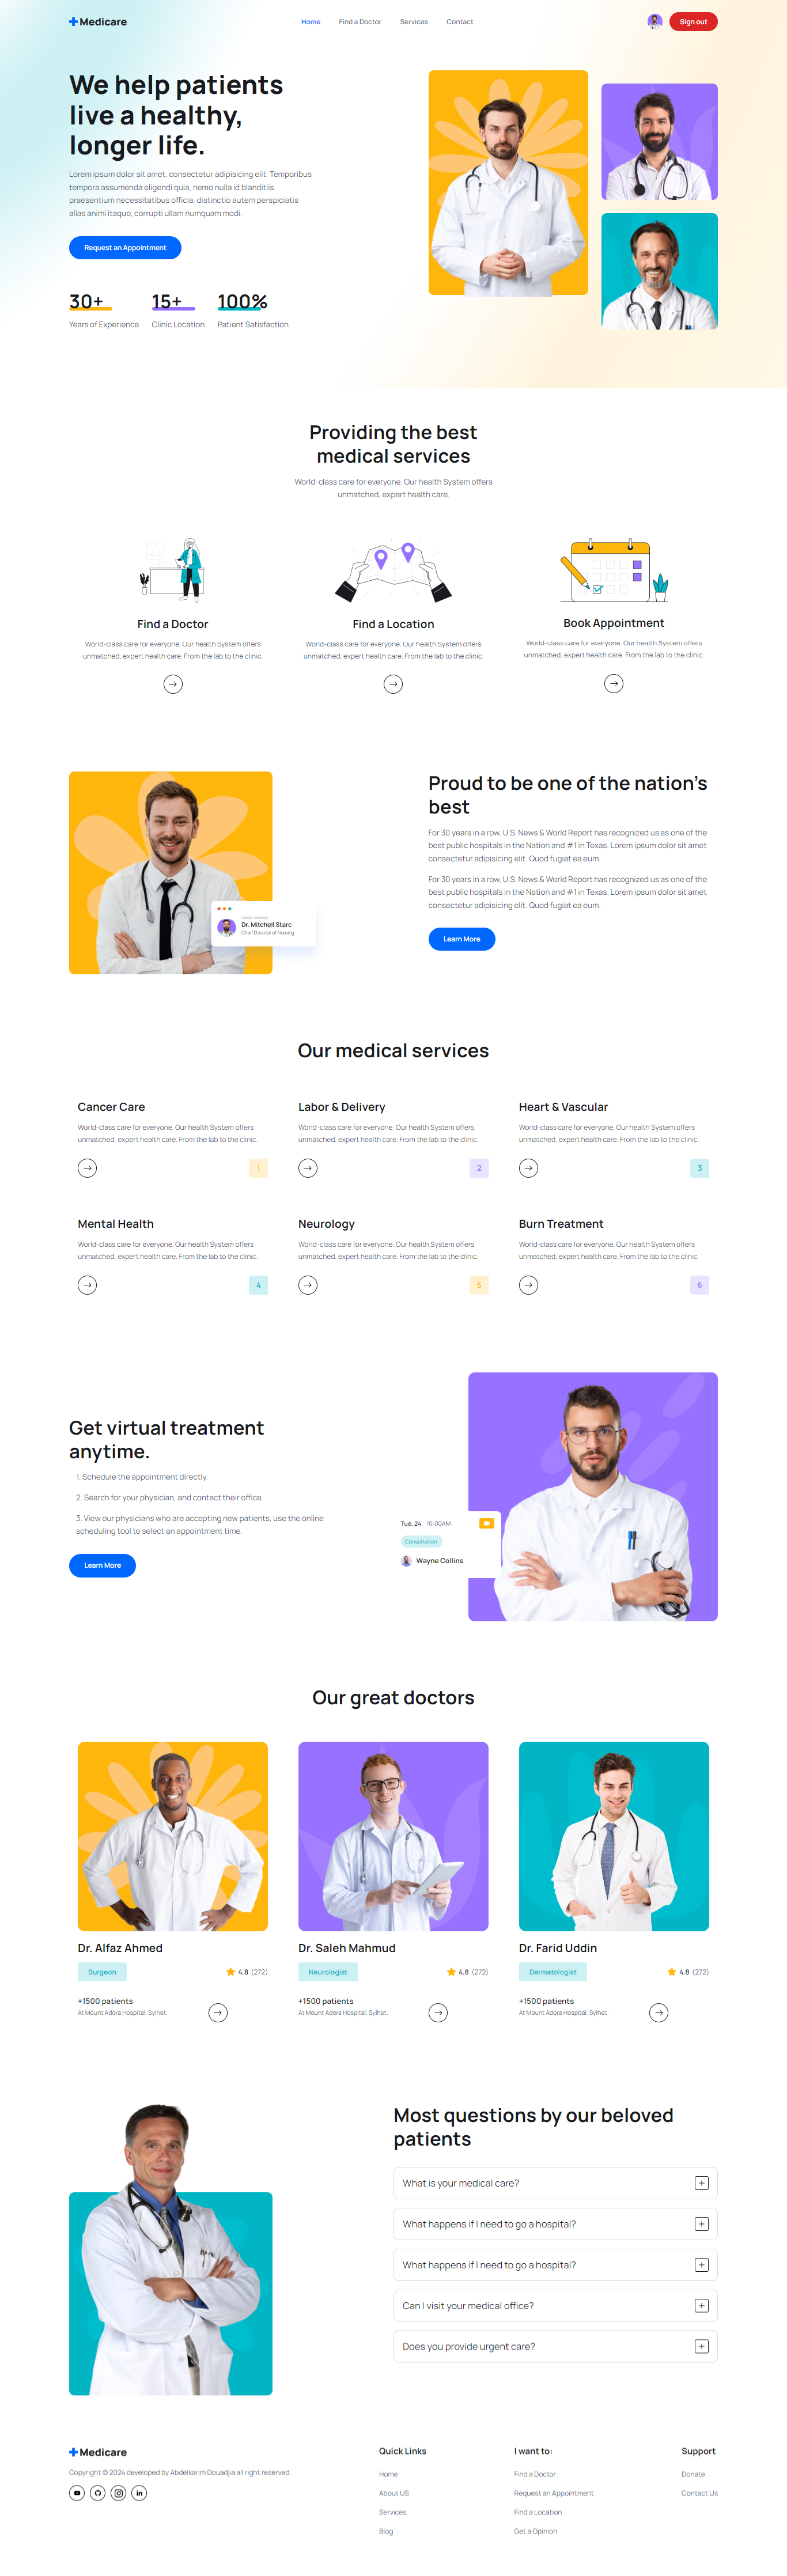 Medicare
Home
Find a Doctor
Services
Contact
Sign out
We help patients
live a healthy,
longer life.
Lorem ipsum dolor sit amet, consectetur adipisicing elit. Temporibus
tempora assumenda eligendi quia, nemo nulla id blanditiis
praesentium necessitatibus officia, distinctio autem perspiciatis
alias animi itaque, corrupti ullam numquam modi.
Request an Appointment
30+
Years of Experience
15+
Clinic Location
100%
Patient Satisfaction
Providing the best
medical services
World-class care for everyone. Our health System offers
unmatched, expert health care.
Find a Doctor
World-class care for everyone. Our health System offers
unmatched, expert health care. From the lab to the clinic.
Find a Location
World-class care for everyone. Our health System offers
unmatched, expert health care. From the lab to the clinic.
Book Appointment
World-class care for everyone. Our health System offers
unmatched, expert health care. From the lab to the clinic.
Dr. Mitchell Starc
Chief Docotor of Nursing
Proud to be one of the nation's
best
For 30 years in a row, U.S. News & World Report has recognized us as one of the
best public hospitals in the Nation and #1 in Texas. Lorem ipsum dolor sit amet
consectetur adipisicing elit. Quod fugiat ea eum.
For 30 years in a row, U.S. News & World Report has recognized us as one of the
best public hospitals in the Nation and #1 in Texas. Lorem ipsum dolor sit amet
consectetur adipisicing elit. Quod fugiat ea eum.
Learn More
Our medical services
Cancer Care
World-class care for everyone. Our health System offers
unmatched, expert health care. From the lab to the clinic.
1
Labor & Delivery
World-class care for everyone. Our health System offers
unmatched, expert health care. From the lab to the clinic.
2
Heart & Vascular
World-class care for everyone. Our health System offers
unmatched, expert health care. From the lab to the clinic.
3
Mental Health
World-class care for everyone. Our health System offers
unmatched, expert health care. From the lab to the clinic.
4
Neurology
World-class care for everyone. Our health System offers
unmatched, expert health care. From the lab to the clinic.
5
Burn Treatment
World-class care for everyone. Our health System offers
unmatched, expert health care. From the lab to the clinic.
6
Get virtual treatment
anytime.
1. Schedule the appointment directly.
2. Search for your physician, and contact their office.
3. View our physicians who are accepting new patients, use the online
scheduling tool to select an appointment time.
Learn More
Tue, 24 10:00AM
Consultation
Wayne Collins
Our great doctors
Dr. Alfaz Ahmed
Surgeon
4.8 (272)
+1500 patients
At Mount Adora Hospital, Sylhet.
Dr. Saleh Mahmud
Neurologist
4.8 (272)
+1500 patients
At Mount Adora Hospital, Sylhet.
Dr. Farid Uddin
Dermatologist
4.8 (272)
+1500 patients
At Mount Adora Hospital, Sylhet.
Most questions by our beloved
patients
What is your medical care?
What happens if I need to go a hospital?
What happens if I need to go a hospital?
Can I visit your medical office?
Does you provide urgent care?
Medicare
Copyright © 2024 developed by Abdelkarim Douadjia all right reserved.
in
Quick Links
Home
About US
Services
Blog
I want to:
Find a Doctor
Request an Appointment
Find a Location
Get a Opinion
Support
Donate
Contact Us